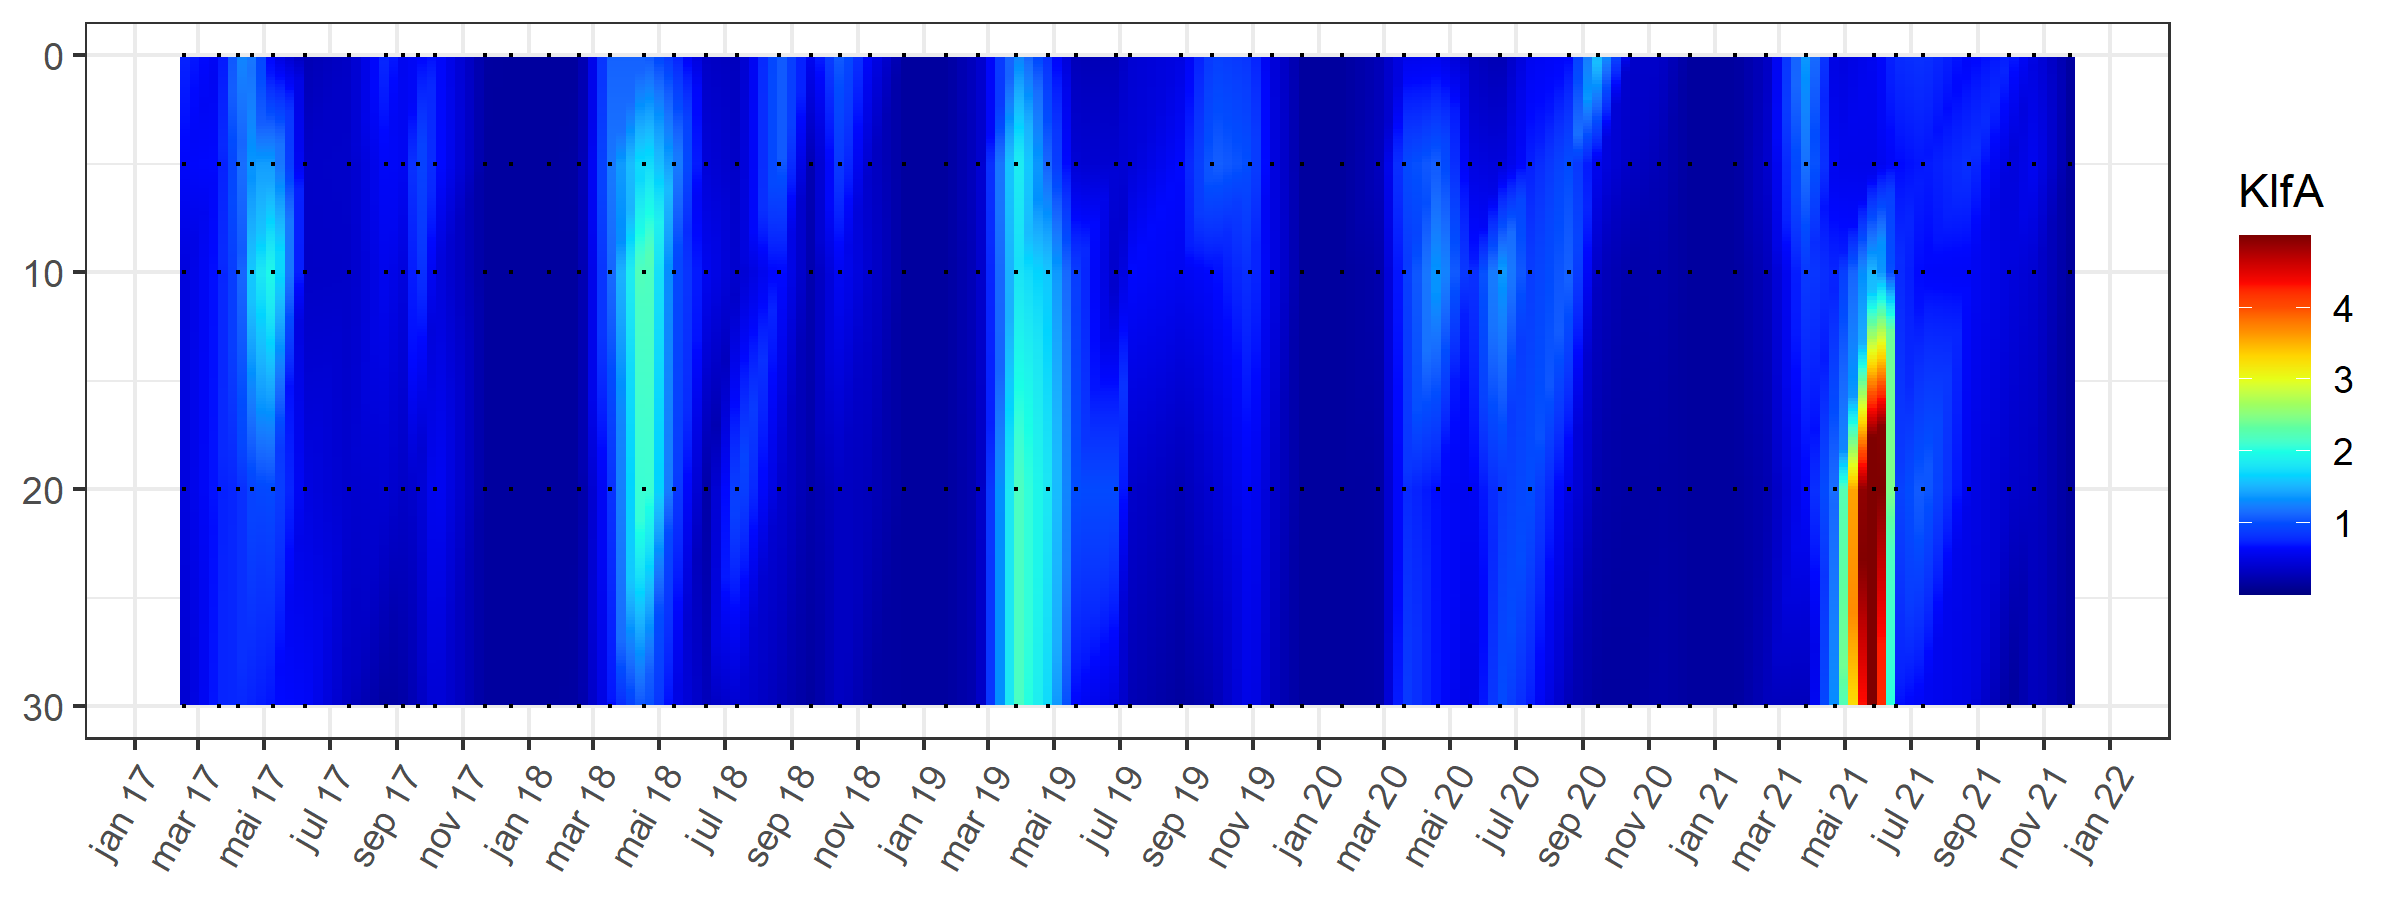 KlfA
4
3
2
1
0
10
20
30
jan 17
mar 17
mai 17
jul 17
sep 17
nov 17
jan 18
mar 18
mai 18
jul 18
sep 18
nov 18
jan 19
mar 19
mai 19
jul 19
sep 19
nov 19
jan 20
mar 20
mai 20
jul 20
sep 20
nov 20
jan 21
mar 21
mai 21
jul 21
sep 21
nov 21
jan 22